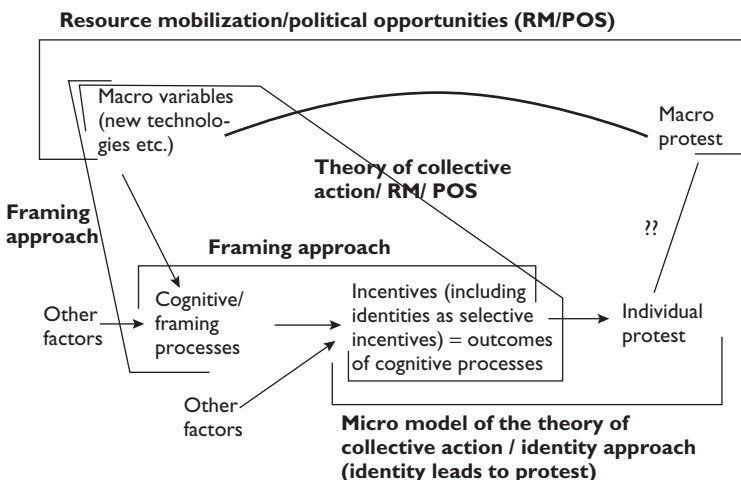 Resource mobilization/political opportunities (RM/POS)
Macro variables
(new technolo-
gies etc.)
Macro
protest
Theory of collective
action/ RM/ POS
Framing
approach
??
Framing approach
Other
factors
Cognitive/
framing
processes
Incentives (including
identities as selective
incentives) = outcomes
of cognitive processes
Individual
protest
Other
factors
Micro model of the theory of
collective action / identity approach
(identity leads to protest)